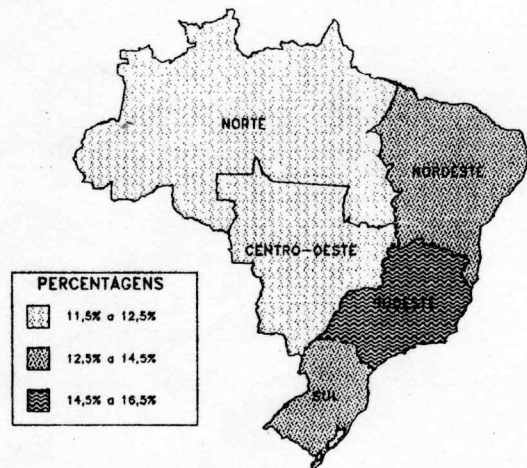 NORTE
NORDESTE
CENTRO-OESTE
SUDESTE
SUL
PERCENTAGENS
11,5% a 12,5%
12,5% a 14,5%
14,5% a 16,5%